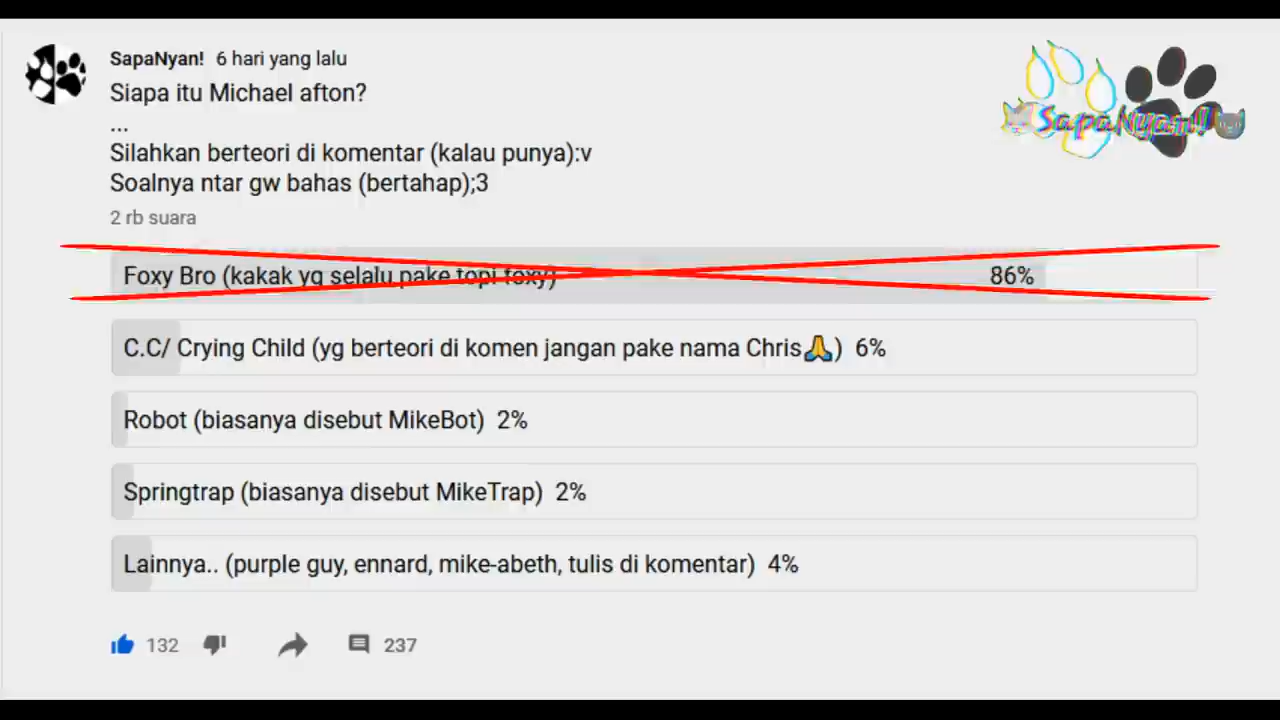 SapaNyan! 6 hari yang lalu
SapaNyan!!
Siapa itu Michael afton?
...
Silahkan berteori di komentar (kalau punya):v
Soalnya ntar gw bahas (bertahap);3
2 rb suara
Foxy Bro (kakak yg selalu pake topi foxy) 86%
C.C/ Crying Child (yg berteori di komen jangan pake nama Chris🙏) 6%
Robot (biasanya disebut MikeBot) 2%
Springtrap (biasanya disebut MikeTrap) 2%
Lainnya.. (purple guy, ennard, mike-abeth, tulis di komentar) 4%
132 237